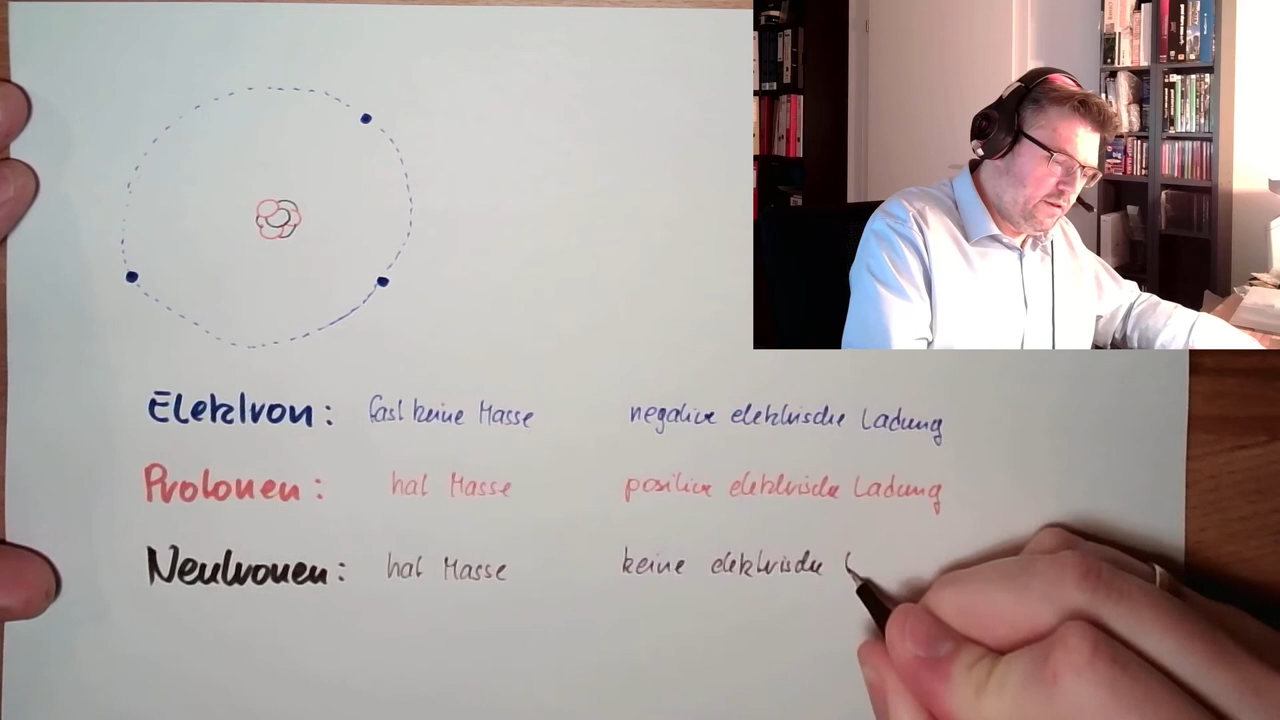 Elektron: fast keine Masse negative elektrische Ladung
Protonen: hat Masse positive elektrische Ladung
Neutronen: hat Masse keine elektrische L